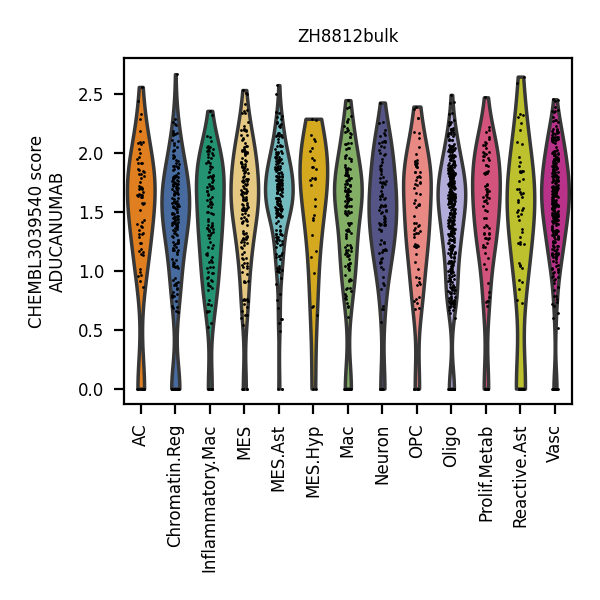 ZH8812bulk
CHEMBL3039540 score
ADUCANUMAB
2.5
2.0
1.5
1.0
0.5
0.0
AC
Chromatin.Reg
Inflammatory.Mac
MES
MES.Ast
MES.Hyp
Mac
Neuron
OPC
Oligo
Prolif.Metab
Reactive.Ast
Vasc